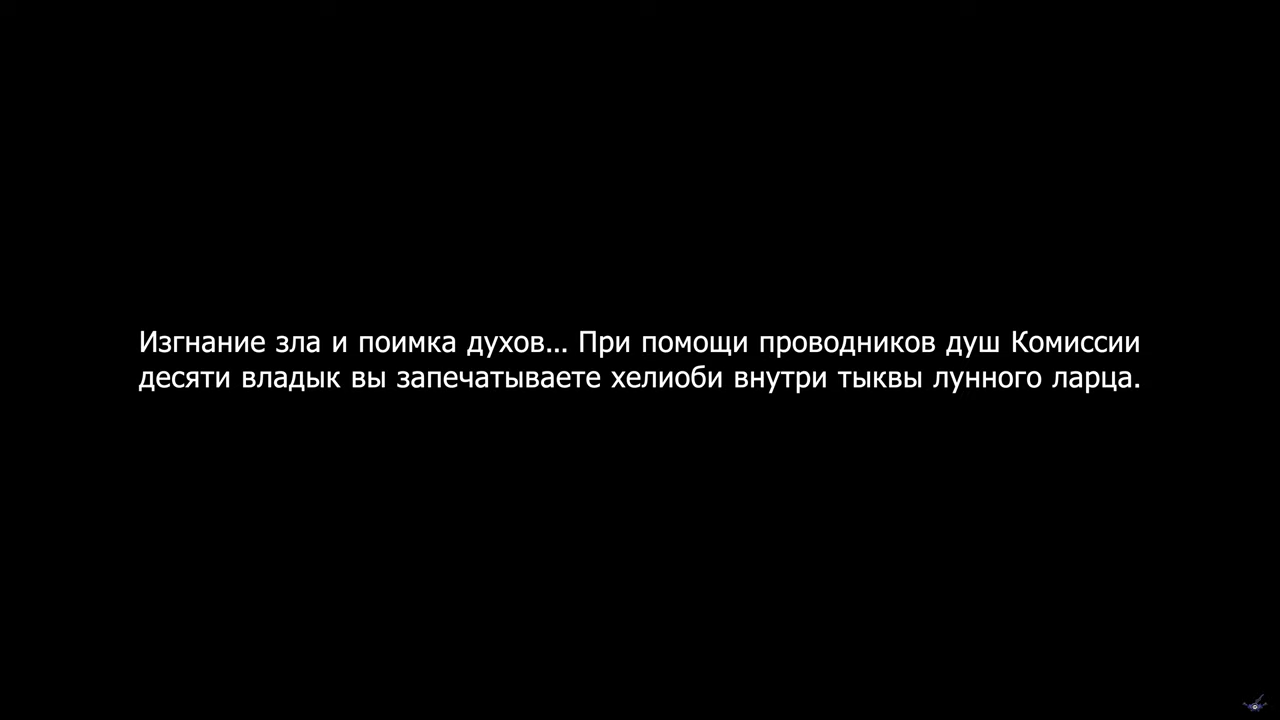 Изгнание зла и поимка духов... При помощи проводников душ Комиссии
десяти владык вы запечатываете хелиоби внутри тыквы лунного ларца.